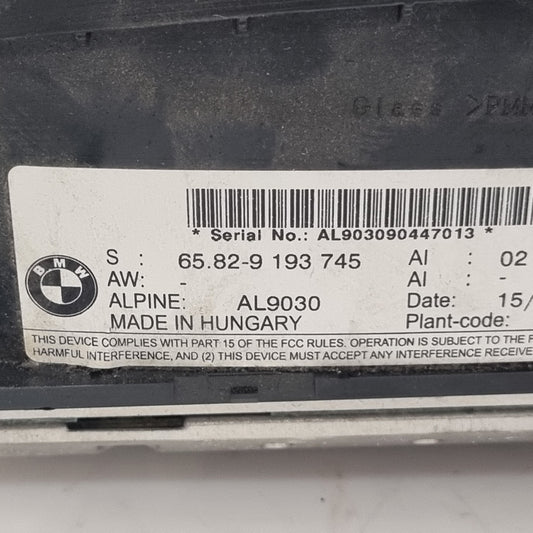 Glass >PMM
* Serial No.: AL903090447013 *
BMW
S : 65.82-9 193 745 AI : 02
AW: - AI : -
ALPINE: AL9030 Date: 15/
MADE IN HUNGARY Plant-code:
THIS DEVICE COMPLIES WITH PART 15 OF THE FCC RULES. OPERATION IS SUBJECT TO THE F
HARMFUL INTERFERENCE, AND (2) THIS DEVICE MUST ACCEPT ANY INTERFERENCE RECEIVE